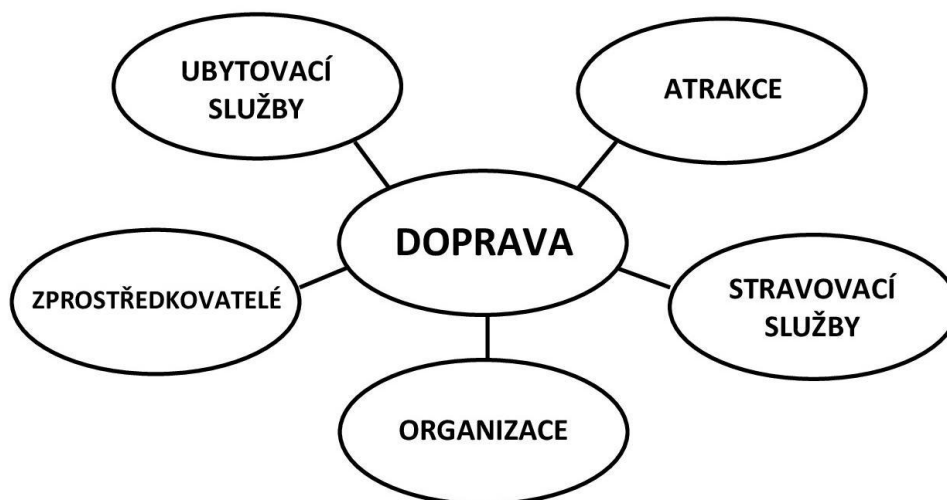 UBYTOVACÍ
SLUŽBY
ATRAKCE
DOPRAVA
ZPROSTŘEDKOVATELÉ
STRAVOVACÍ
SLUŽBY
ORGANIZACE